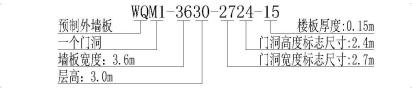 WQM1-3630-2724-15
预制外墙板
楼板厚度:0.15m
一个门洞
门洞高度标志尺寸:2.4m
墙板宽度: 3.6m
门洞宽度标志尺寸:2.7m
层高: 3.0m